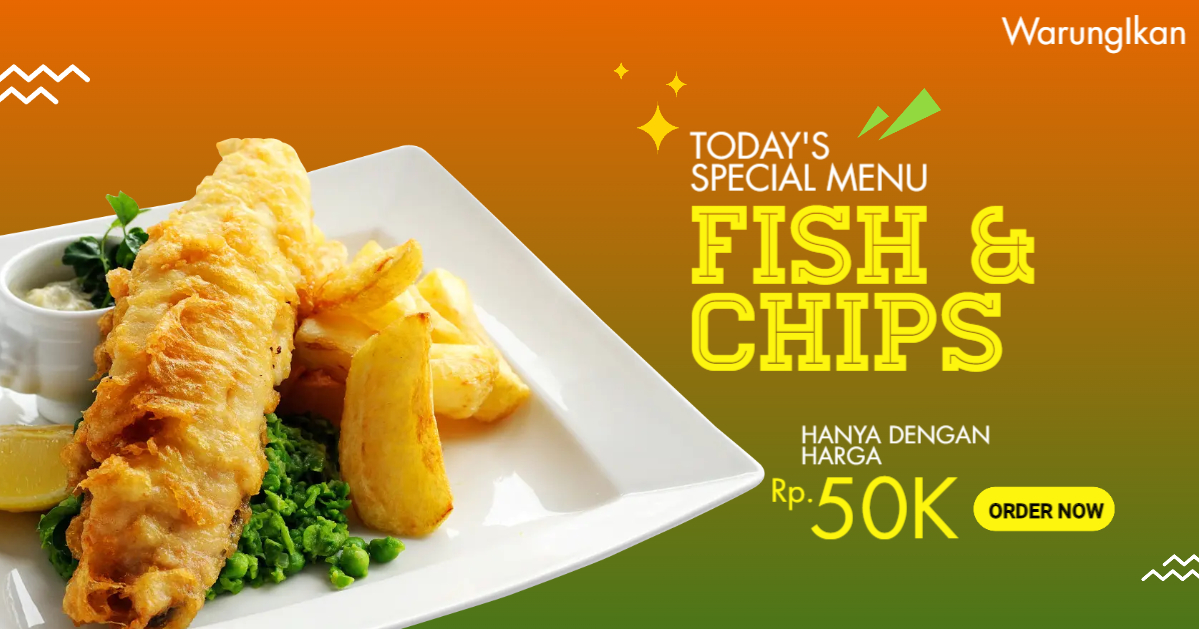 WarungIkan
TODAY'S
SPECIAL MENU
FISH &
CHIPS
HANYA DENGAN
HARGA
Rp.50K
ORDER NOW